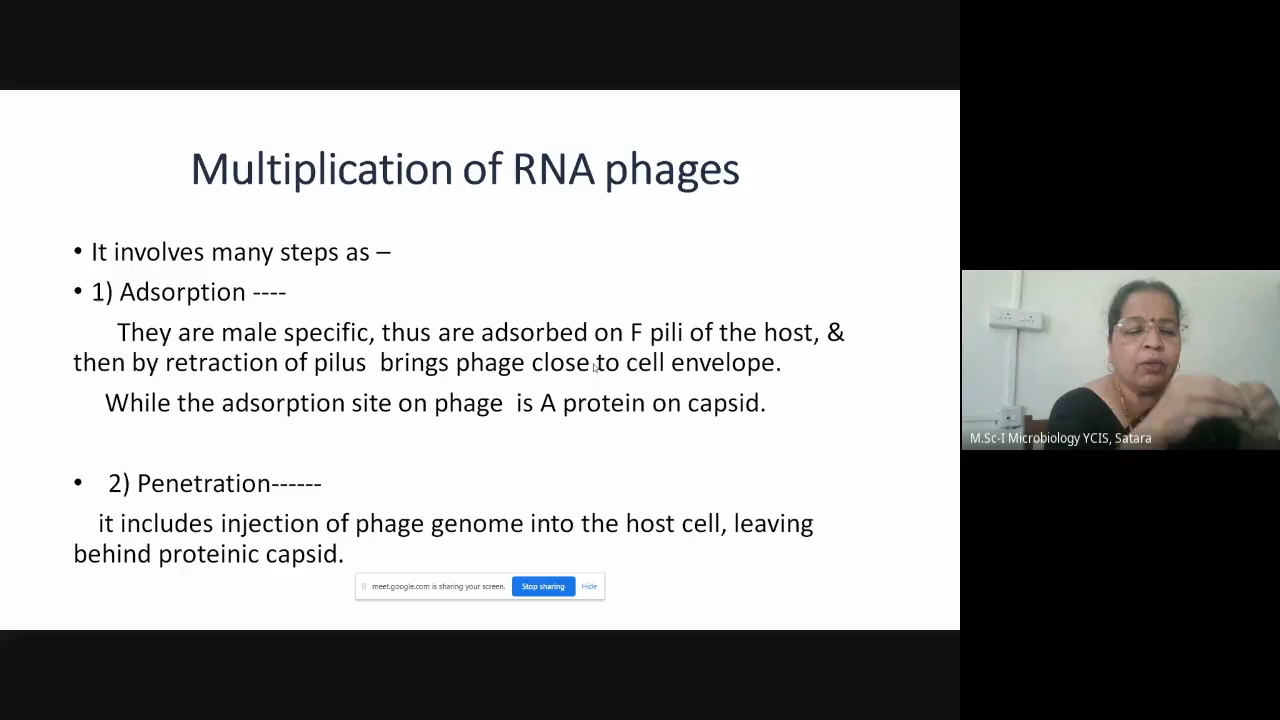 Multiplication of RNA phages
• It involves many steps as –
• 1) Adsorption ----
They are male specific, thus are adsorbed on F pili of the host, &
then by retraction of pilus brings phage close to cell envelope.
While the adsorption site on phage is A protein on capsid.
• 2) Penetration------
it includes injection of phage genome into the host cell, leaving
behind proteinic capsid.
meet.google.com is sharing your screen. Stop sharing Hide
M.Sc-I Microbiology YCIS, Satara